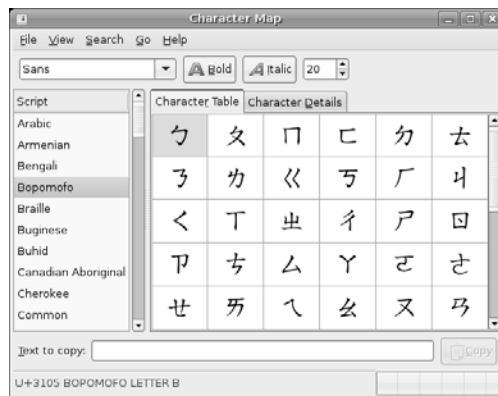 Character Map
File View Search Go Help
Sans Bold Italic 20
Script
Arabic
Armenian
Bengali
Bopomofo
Braille
Buginese
Buhid
Canadian Aboriginal
Cherokee
Common
Character Table Character Details
ㄅ ㄆ ㄇ ㄈ ㄉ ㄊ
ㄋ ㄌ ㄍ ㄎ ㄏ ㄐ
ㄑ ㄒ ㄓ ㄔ ㄕ ㄖ
ㄗ ㄘ ㄙ ㄚ ㄛ ㄜ
ㄝ ㄞ ㄟ ㄠ ㄡ ㄢ
Text to copy: Copy
U+3105 BOPOMOFO LETTER B